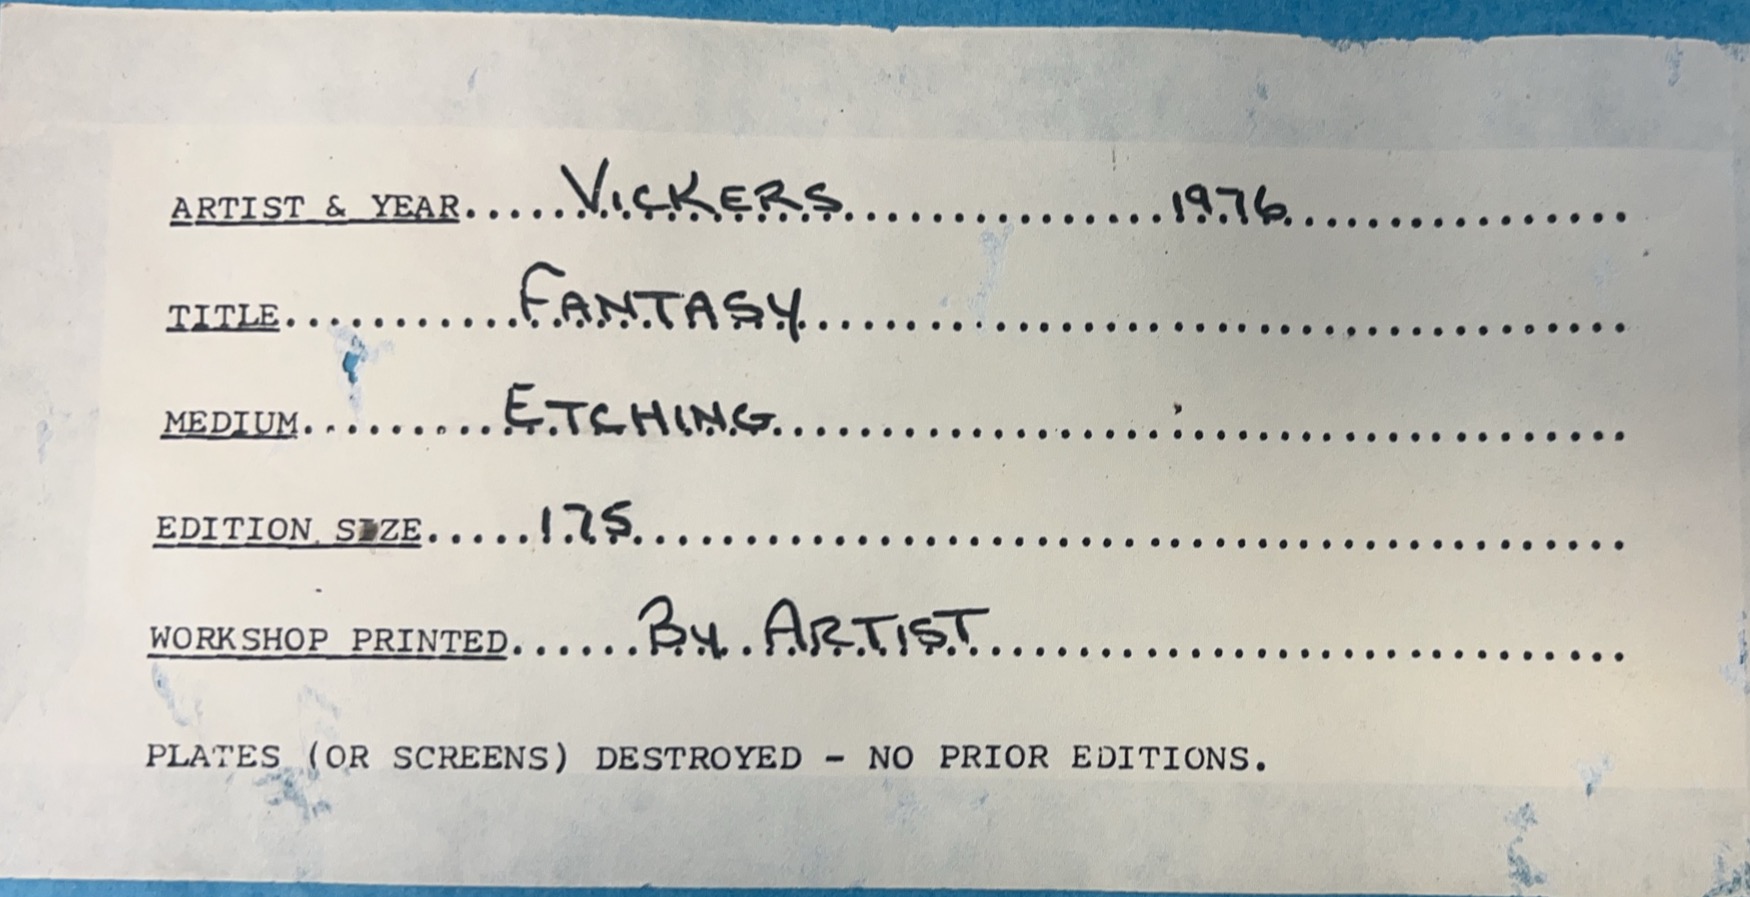 ARTIST & YEAR.....VICKERS...............1976...............
TITLE...........FANTASY..............................
MEDIUM.........ETCHING..............................
EDITION SIZE.....175...................................
WORKSHOP PRINTED......BY ARTIST.......................
PLATES (OR SCREENS) DESTROYED - NO PRIOR EDITIONS.